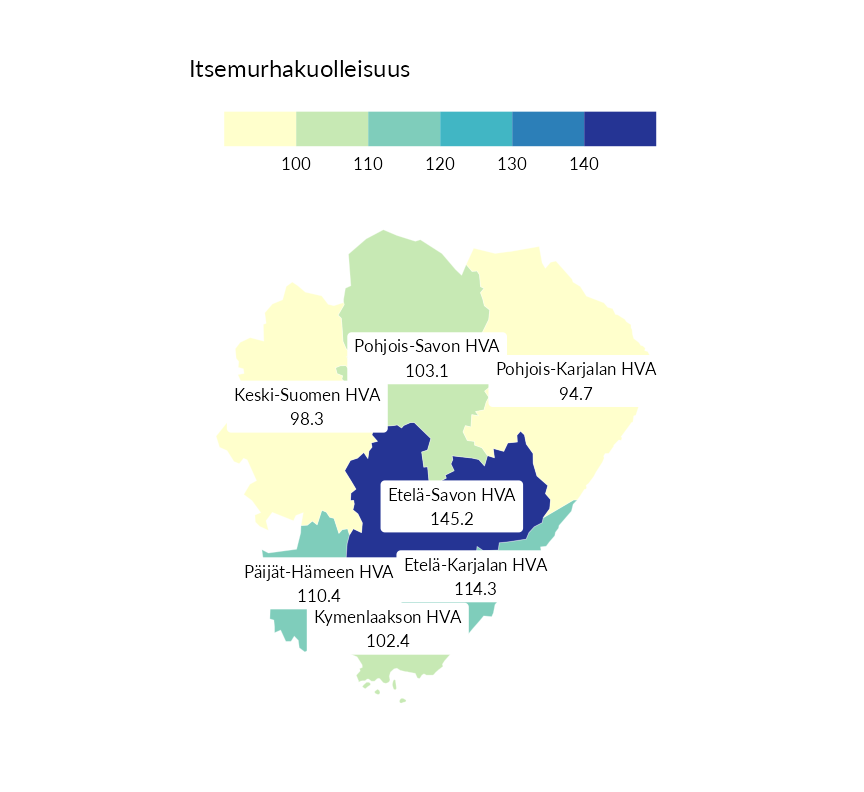 Itsemurhakuolleisuus
100 110 120 130 140
Pohjois-Savon HVA
103.1
Pohjois-Karjalan HVA
94.7
Keski-Suomen HVA
98.3
Etelä-Savon HVA
145.2
Etelä-Karjalan HVA
114.3
Päijät-Hämeen HVA
110.4
Kymenlaakson HVA
102.4